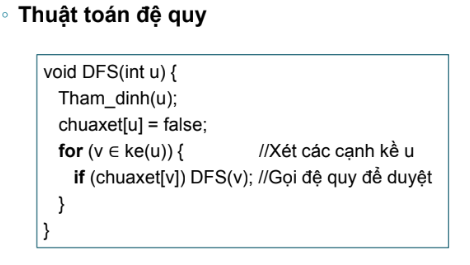 Thuật toán đệ quy
void DFS(int u) {
Tham_dinh(u);
chuaxet[u] = false;
for (v ∈ ke(u)) { //Xét các cạnh kề u
if (chuaxet[v]) DFS(v); //Gọi đệ quy để duyệt
}
}